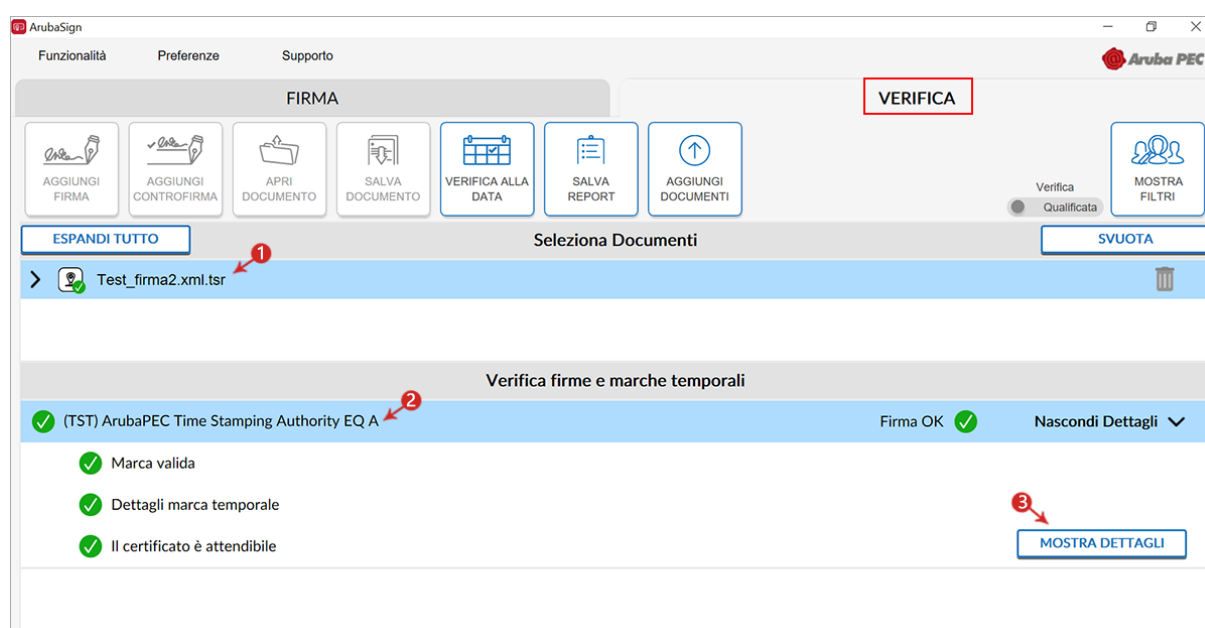 ArubaSign
Funzionalità Preferenze Supporto
Aruba PEC
FIRMA VERIFICA
AGGIUNGI FIRMA
AGGIUNGI CONTROFIRMA
APRI DOCUMENTO
SALVA DOCUMENTO
VERIFICA ALLA DATA
SALVA REPORT
AGGIUNGI DOCUMENTI
Verifica
Qualificata
MOSTRA FILTRI
ESPANDI TUTTO Seleziona Documenti SVUOTA
1
Test_firma2.xml.tsr
Verifica firme e marche temporali
2
(TST) ArubaPEC Time Stamping Authority EQ A Firma OK Nascondi Dettagli
Marca valida
Dettagli marca temporale
3
Il certificato è attendibile MOSTRA DETTAGLI